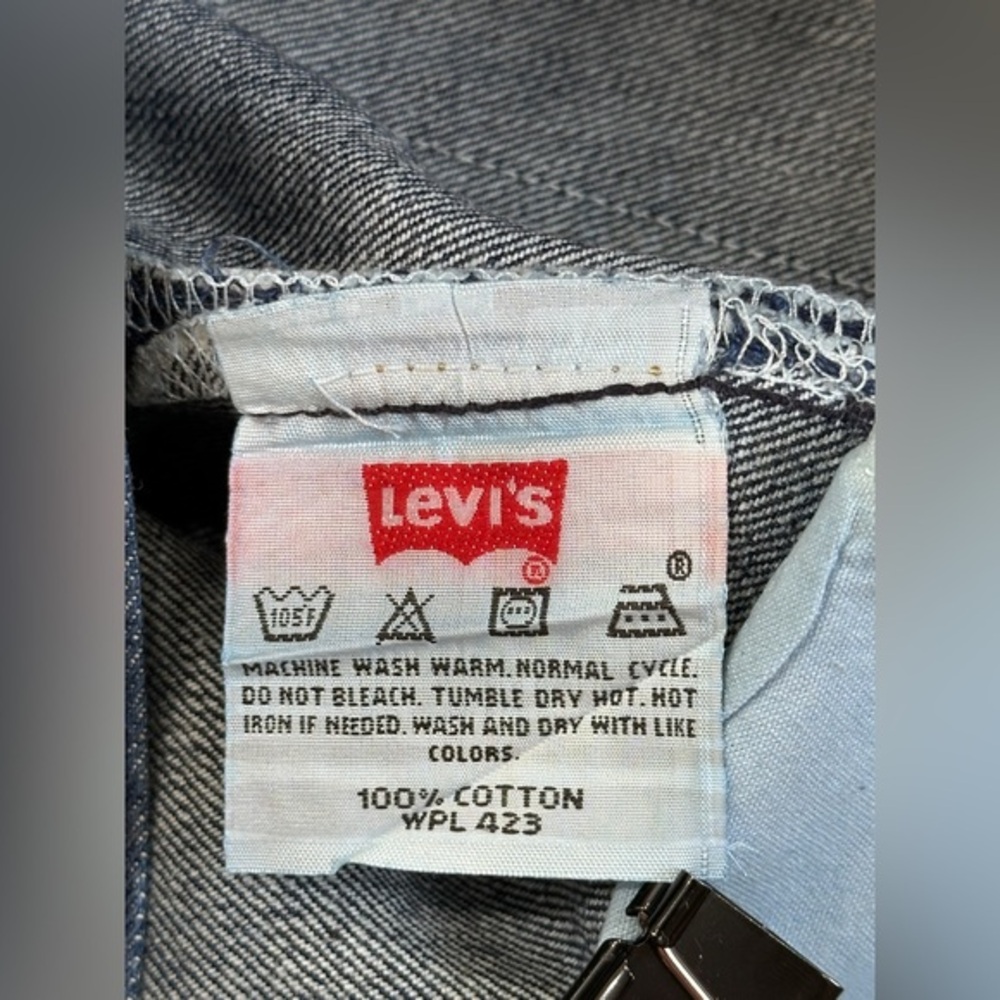 LEVI'S
®
®
105°F
MACHINE WASH WARM. NORMAL CYCLE.
DO NOT BLEACH. TUMBLE DRY HOT. HOT
IRON IF NEEDED. WASH AND DRY WITH LIKE
COLORS.
100% COTTON
WPL 423